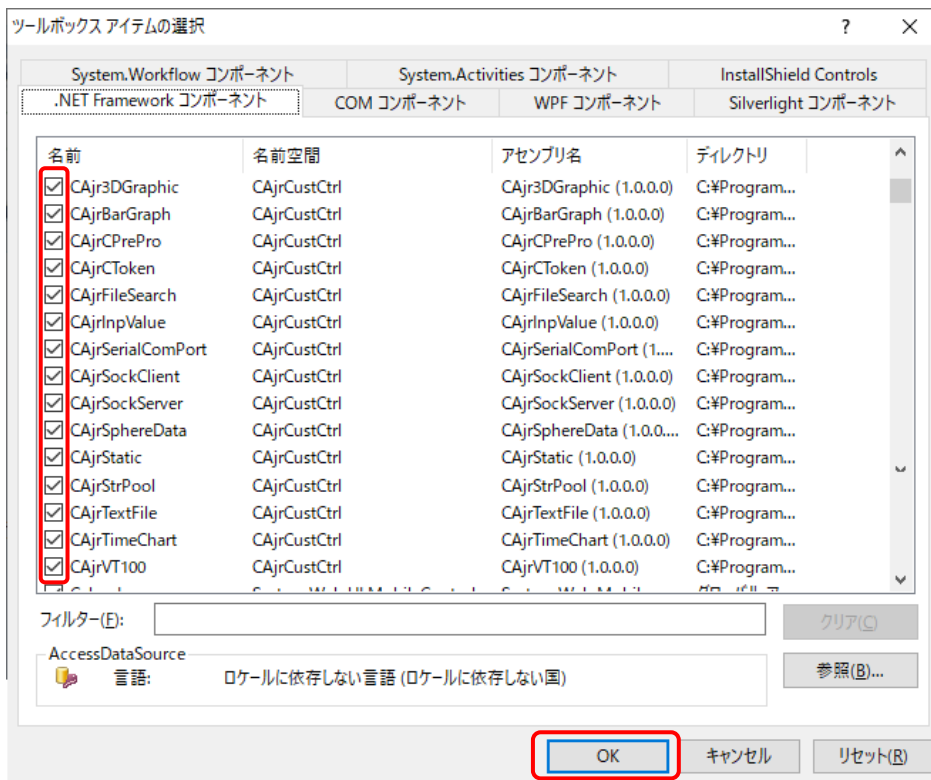 ツールボックス アイテムの選択
System.Workflow コンポーネント System.Activities コンポーネント InstallShield Controls
.NET Framework コンポーネント COM コンポーネント WPF コンポーネント Silverlight コンポーネント
名前 名前空間 アセンブリ名 ディレクトリ
CAjr3DGraphic CAjrCustCtrl CAjr3DGraphic (1.0.0.0) C:¥Program...
CAjrBarGraph CAjrCustCtrl CAjrBarGraph (1.0.0.0) C:¥Program...
CAjrCPrePro CAjrCustCtrl CAjrCPrePro (1.0.0.0) C:¥Program...
CAjrCToken CAjrCustCtrl CAjrCToken (1.0.0.0) C:¥Program...
CAjrFileSearch CAjrCustCtrl CAjrFileSearch (1.0.0.0) C:¥Program...
CAjrInpValue CAjrCustCtrl CAjrInpValue (1.0.0.0) C:¥Program...
CAjrSerialComPort CAjrCustCtrl CAjrSerialComPort (1.... C:¥Program...
CAjrSockClient CAjrCustCtrl CAjrSockClient (1.0.0.0) C:¥Program...
CAjrSockServer CAjrCustCtrl CAjrSockServer (1.0.0.0) C:¥Program...
CAjrSphereData CAjrCustCtrl CAjrSphereData (1.0.0.... C:¥Program...
CAjrStatic CAjrCustCtrl CAjrStatic (1.0.0.0) C:¥Program...
CAjrStrPool CAjrCustCtrl CAjrStrPool (1.0.0.0) C:¥Program...
CAjrTextFile CAjrCustCtrl CAjrTextFile (1.0.0.0) C:¥Program...
CAjrTimeChart CAjrCustCtrl CAjrTimeChart (1.0.0.0) C:¥Program...
CAjrVT100 CAjrCustCtrl CAjrVT100 (1.0.0.0) C:¥Program...
フィルター(F): クリア(C)
AccessDataSource
言語: ロケールに依存しない言語 (ロケールに依存しない国) 参照(B)...
OK キャンセル リセット(R)